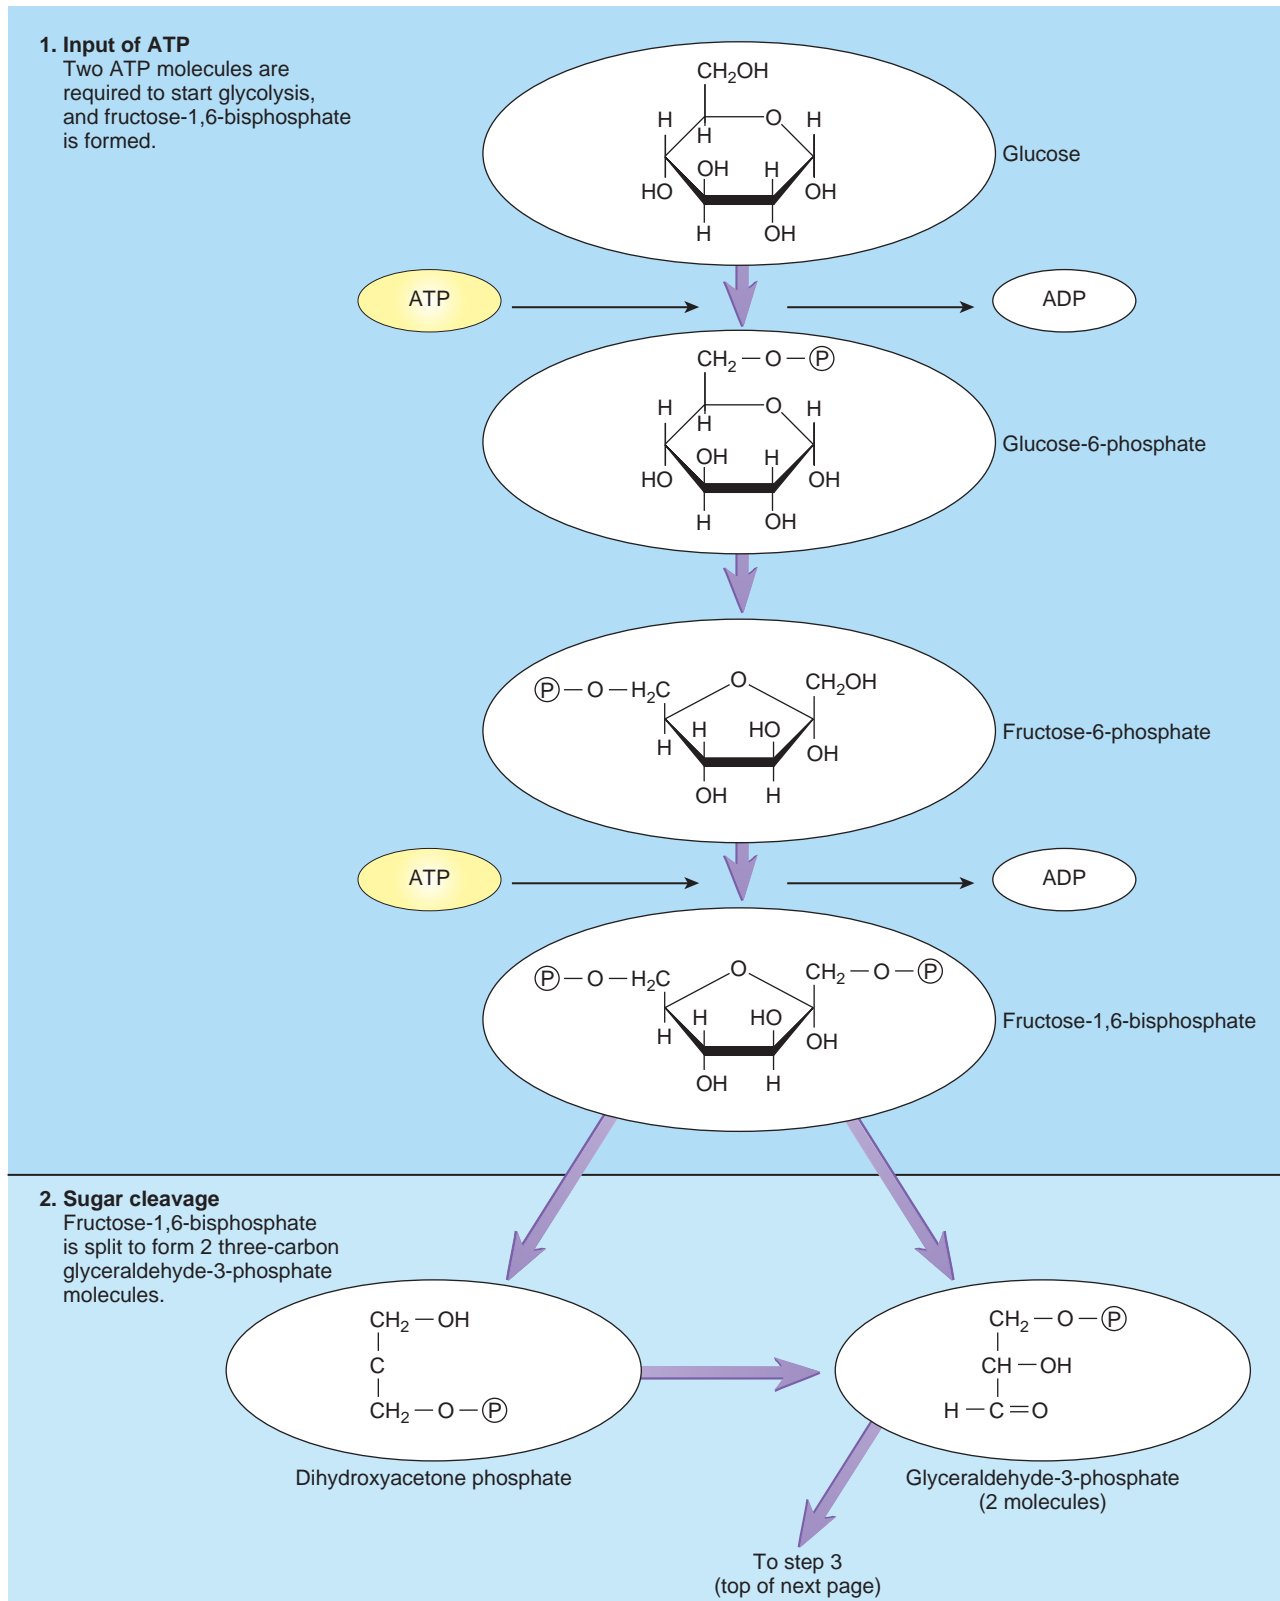 1. Input of ATP
Two ATP molecules are
required to start glycolysis,
and fructose-1,6-bisphosphate
is formed.
CH2OH
H O H
H
OH H
HO OH
H OH
Glucose
ATP
ADP
CH2 — O — P
H O H
H
OH H
HO OH
H OH
Glucose-6-phosphate
P — O — H2C O CH2OH
H HO
H OH
OH H
Fructose-6-phosphate
ATP
ADP
P — O — H2C O CH2 — O — P
H HO
H OH
OH H
Fructose-1,6-bisphosphate
2. Sugar cleavage
Fructose-1,6-bisphosphate
is split to form 2 three-carbon
glyceraldehyde-3-phosphate
molecules.
CH2 — OH
C
CH2 — O — P
Dihydroxyacetone phosphate
CH2 — O — P
CH — OH
H — C = O
Glyceraldehyde-3-phosphate
(2 molecules)
To step 3
(top of next page)